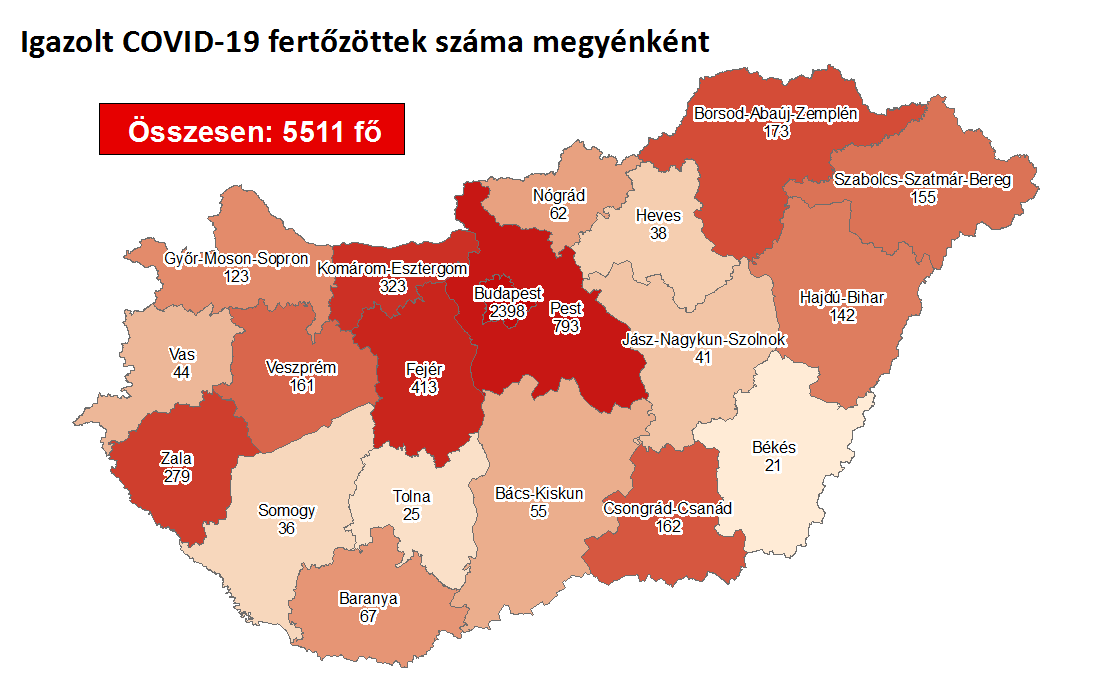 Igazolt COVID-19 fertőzöttek száma megyénként
Összesen: 5511 fő
Borsod-Abaúj-Zemplén
173
Szabolcs-Szatmár-Bereg
155
Nógrád
62
Heves
38
Győr-Moson-Sopron
123
Komárom-Esztergom
323
Budapest
2398
Pest
793
Hajdú-Bihar
142
Jász-Nagykun-Szolnok
41
Vas
44
Veszprém
161
Fejér
413
Zala
279
Békés
21
Somogy
36
Tolna
25
Bács-Kiskun
55
Csongrád-Csanád
162
Baranya
67